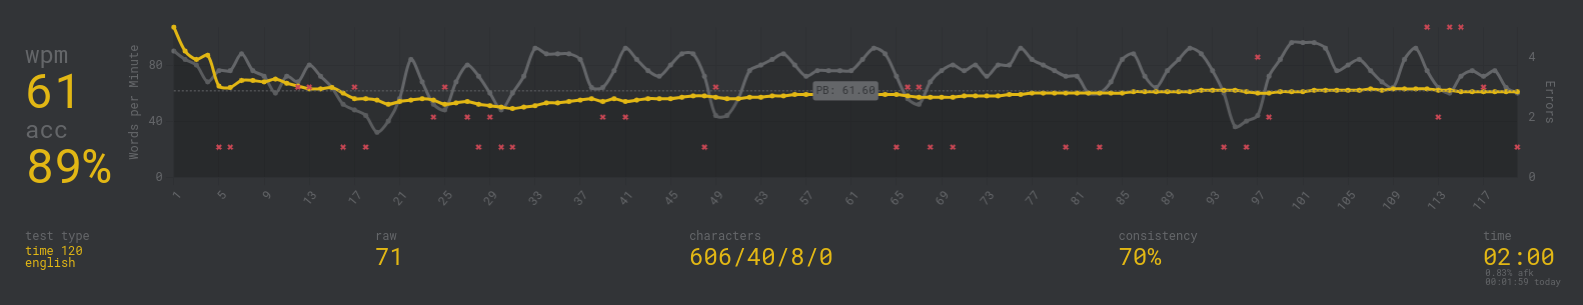 wpm
61
acc
89%
Words per Minute
80
40
0
PB: 61.60
4
2
0
Errors
1 5 9 13 17 21 25 29 33 37 41 45 49 53 57 61 65 69 73 77 81 85 89 93 97 101 105 109 113 117
test type
time 120
english
raw
71
characters
606/40/8/0
consistency
70%
time
02:00
0.83% afk
00:01:59 today